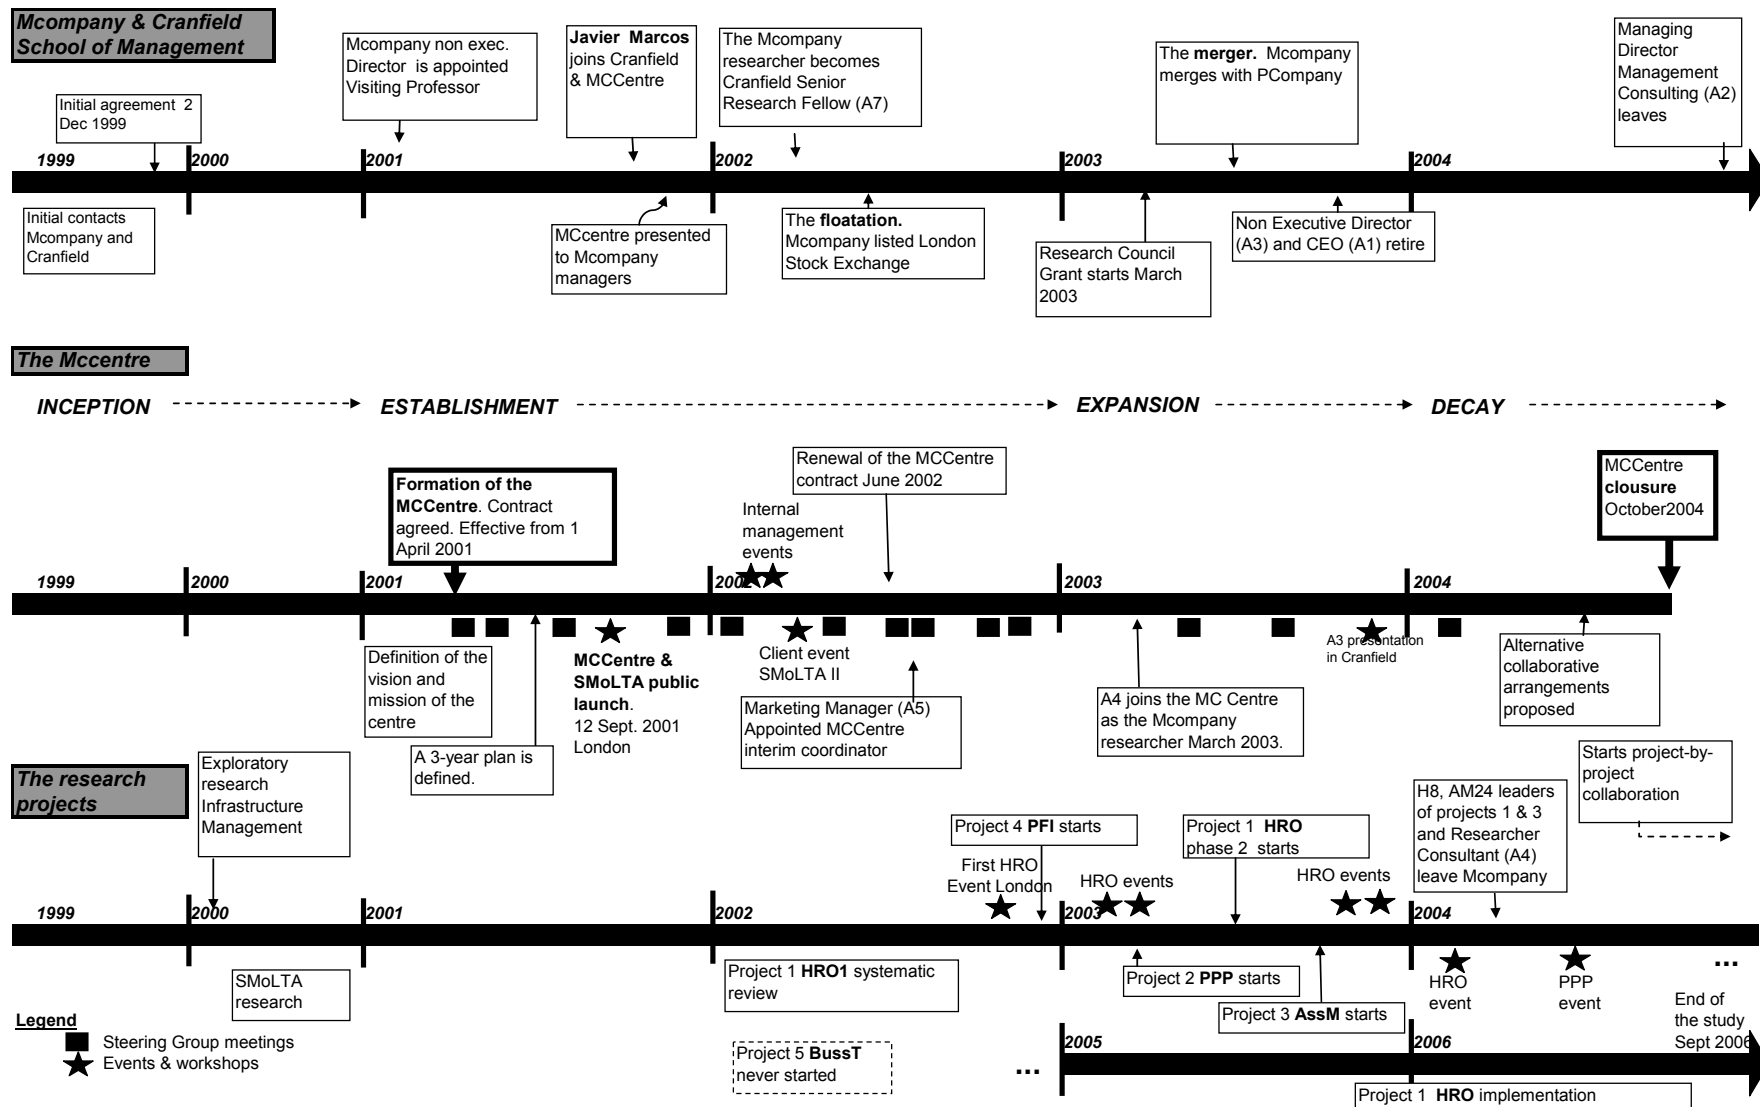 Mcompany & Cranfield
School of Management
Initial agreement 2
Dec 1999
Mcompany non exec.
Director is appointed
Visiting Professor
Javier Marcos
joins Cranfield
& MCCentre
The Mcompany
researcher becomes
Cranfield Senior
Research Fellow (A7)
The merger. Mcompany
merges with PCompany
Managing
Director
Management
Consulting (A2)
leaves
1999
2000
2001
2002
2003
2004
Initial contacts
Mcompany and
Cranfield
MCcentre presented
to Mcompany
managers
The floatation.
Mcompany listed London
Stock Exchange
Research Council
Grant starts March
2003
Non Executive Director
(A3) and CEO (A1) retire
The Mccentre
INCEPTION
ESTABLISHMENT
EXPANSION
DECAY
Formation of the
MCCentre. Contract
agreed. Effective from 1
April 2001
Internal
management
events
Renewal of the MCCentre
contract June 2002
MCCentre
clousure
October2004
1999
2000
2001
2002
2003
2004
Definition of the
vision and
mission of the
centre
A 3-year plan is
defined.
MCCentre &
SMoLTA public
launch.
12 Sept. 2001
London
Client event
SMoLTA II
Marketing Manager (A5)
Appointed MCCentre
interim coordinator
A4 joins the MC Centre
as the Mcompany
researcher March 2003.
A3 presentation
in Cranfield
Alternative
collaborative
arrangements
proposed
The research
projects
Exploratory
research
Infrastructure
Management
Project 4 PFI starts
First HRO
Event London
HRO events
Project 1 HRO
phase 2 starts
HRO events
H8, AM24 leaders
of projects 1 & 3
and Researcher
Consultant (A4)
leave Mcompany
Starts project-by-
project
collaboration
1999
2000
2001
2002
2003
2004
SMoLTA
research
Project 1 HRO1 systematic
review
Project 2 PPP starts
Project 3 AssM starts
HRO
event
PPP
event
...
End of
the study
Sept 2006
Legend
Steering Group meetings
Events & workshops
Project 5 BussT
never started
...
2005
2006
Project 1 HRO implementation